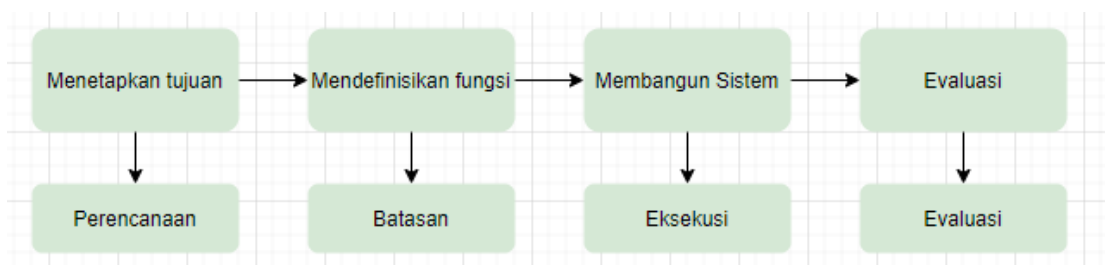 Menetapkan tujuan
Mendefinisikan fungsi
Membangun Sistem
Evaluasi
Perencanaan
Batasan
Eksekusi
Evaluasi